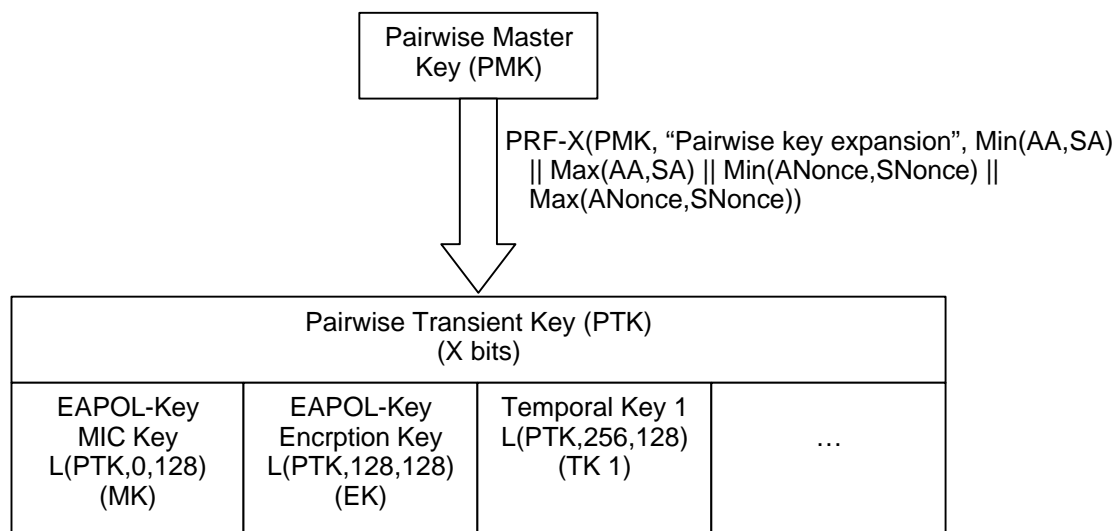 Pairwise Master
Key (PMK)
PRF-X(PMK, “Pairwise key expansion”, Min(AA,SA)
|| Max(AA,SA) || Min(ANonce,SNonce) ||
Max(ANonce,SNonce))
Pairwise Transient Key (PTK)
(X bits)
EAPOL-Key
MIC Key
L(PTK,0,128)
(MK)
EAPOL-Key
Encrption Key
L(PTK,128,128)
(EK)
Temporal Key 1
L(PTK,256,128)
(TK 1)
…